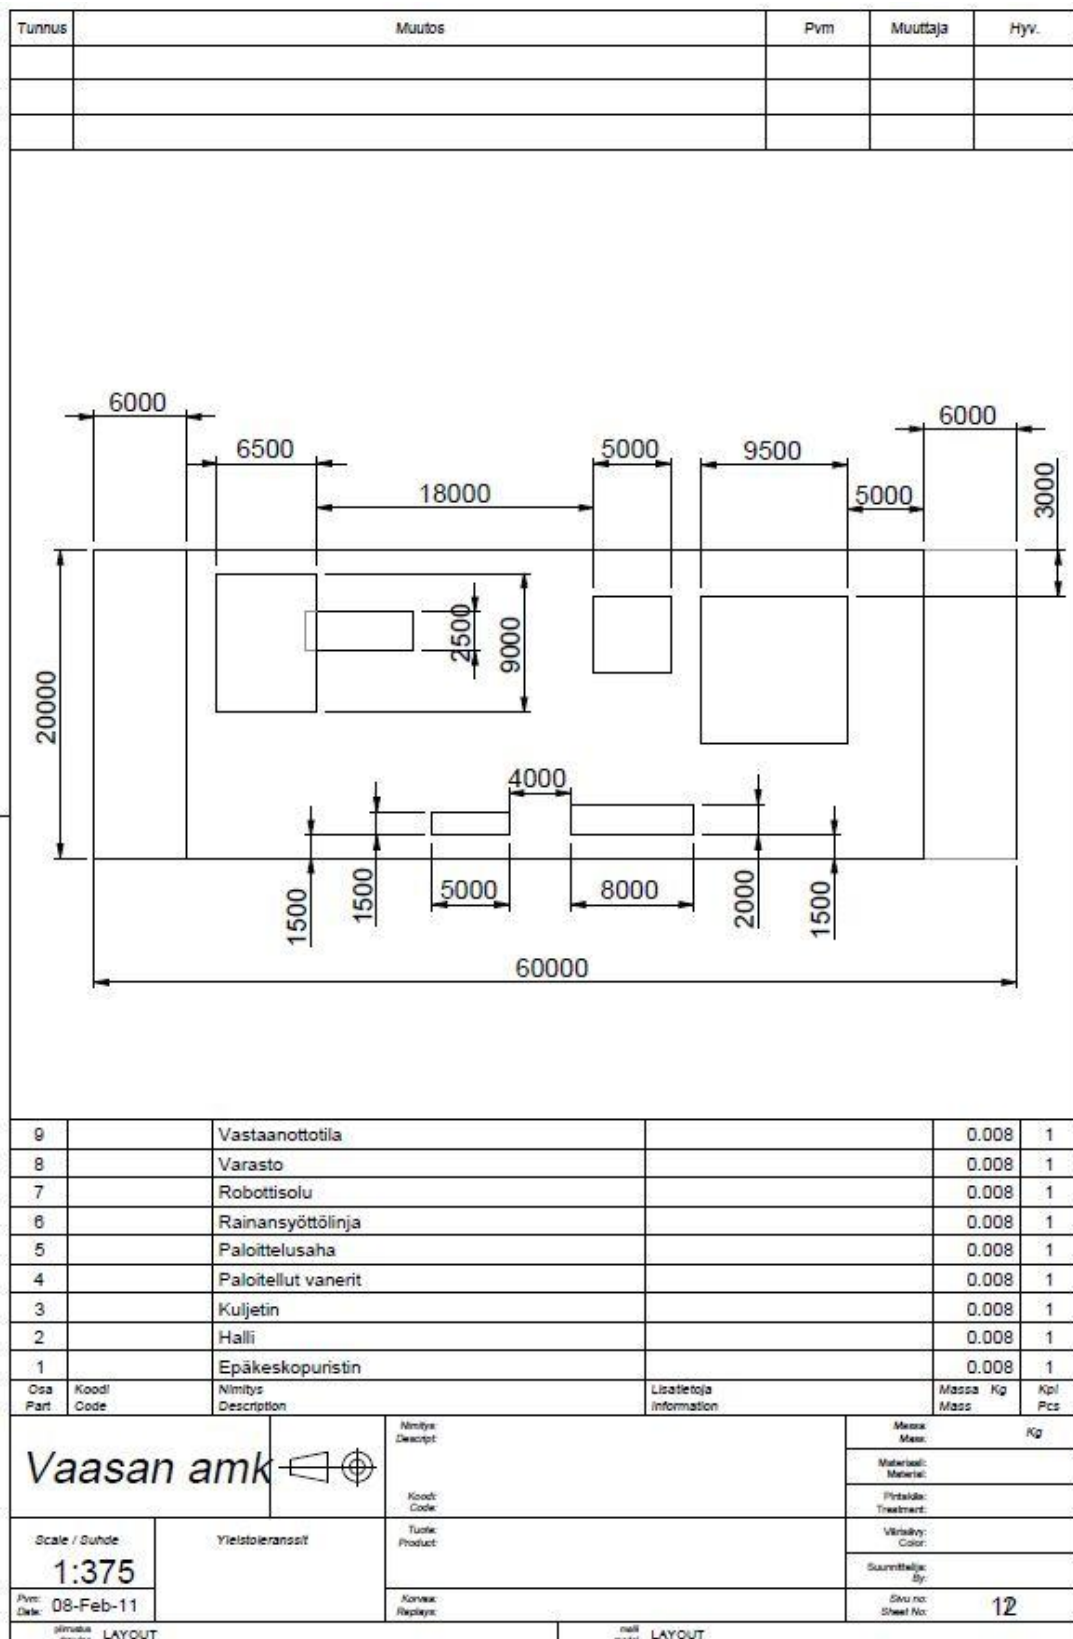 Tunnus Muutos Pvm Muuttaja Hyv.
6000
6000
6500 5000 9500
18000 5000 3000
2500
9000
20000
4000
1500 1500 5000 8000 2000 1500
60000
9 Vastaanottotila 0.008 1
8 Varasto 0.008 1
7 Robottisolu 0.008 1
6 Rainansyöttölinja 0.008 1
5 Paloittelusaha 0.008 1
4 Paloitellut vanerit 0.008 1
3 Kuljetin 0.008 1
2 Halli 0.008 1
1 Epäkeskopuristin 0.008 1
Osa Koodi Nimitys Lisatietoja Massa Kg Kpl
Part Code Description Information Mass Pcs
Vaasan amk
Nimitys:
Descript:
Koodi:
Code:
Massa: Kg
Mass:
Materiaali:
Material:
Pintakäs:
Treatment:
Scale / Suhde
1:375
Yleistoleranssit
Tuote:
Product:
Värisävy:
Color:
Suunnittelija:
By:
Pvm:
Date: 08-Feb-11
Korvaa:
Replays:
Sivu no:
Sheet No:
piirustus LAYOUT
malli LAYOUT